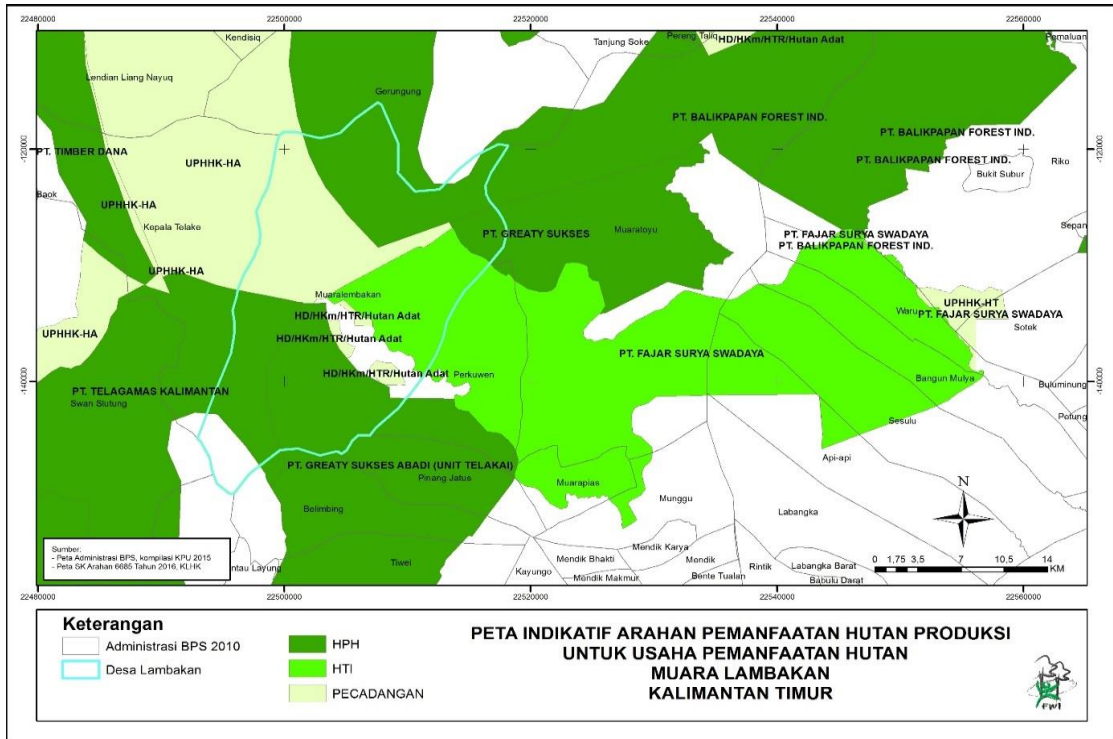 22480000 22500000 22520000 22540000 22560000
Kendisiq
Tanjung Soke
Pereng Taliq
HD/HKm/HTR/Hutan Adat
Pemaluan
Lendian Liang Nayuq
Gerungung
PT. BALIKPAPAN FOREST IND.
PT. BALIKPAPAN FOREST IND.
-120000
-120000
PT. TIMBER DANA
UPHHK-HA
PT. BALIKPAPAN FOREST IND.
Riko
Bukit Subur
Baok
UPHHK-HA
Kepala Telake
PT. GREATY SUKSES
Muaratoyu
PT. FAJAR SURYA SWADAYA
PT. BALIKPAPAN FOREST IND.
Sepan
UPHHK-HA
Muaralembakan
HD/HKm/HTR/Hutan Adat
UPHHK-HA
HD/HKm/HTR/Hutan Adat
UPHHK-HT
Waru
PT. FAJAR SURYA SWADAYA
Sotek
PT. FAJAR SURYA SWADAYA
HD/HKm/HTR/Hutan Adat
Perkuwen
-140000
-140000
Bangun Mulya
Buluminung
PT. TELAGAMAS KALIMANTAN
Swan Slutung
Sesulu
Api-api
PT. GREATY SUKSES ABADI (UNIT TELAKAI)
Pinang Jatus
Muarapias
Munggu
Labangka
Belimbing
N
Sumber:
- Peta Administrasi BPS, kompilasi KPU 2015
- Peta SK Arahan 6685 Tahun 2016, KLHK
Mendik Karya
Mendik Bhakti
Tiwei
Kayungo
Mendik Makmur
Mendik
Bente Tualan
Rintik
Labangka Barat
Babulu Darat
0 1,75 3,5 7 10,5 14
KM
22480000 22500000 22520000 22540000 22560000
Keterangan
Administrasi BPS 2010
Desa Lambakan
HPH
HTI
PECADANGAN
PETA INDIKATIF ARAHAN PEMANFAATAN HUTAN PRODUKSI
UNTUK USAHA PEMANFAATAN HUTAN
MUARA LAMBAKAN
KALIMANTAN TIMUR
FWI